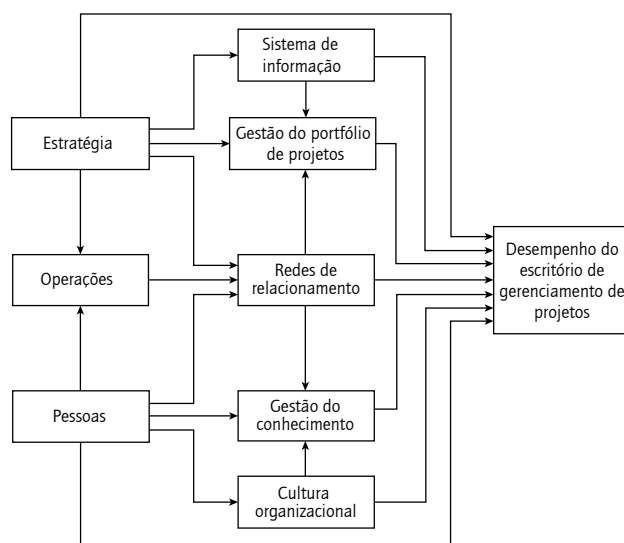 Sistema de
informação
Estratégia
Gestão do portfólio
de projetos
Operações
Redes de
relacionamento
Desempenho do
escritório de
gerenciamento de
projetos
Pessoas
Gestão do
conhecimento
Cultura
organizacional